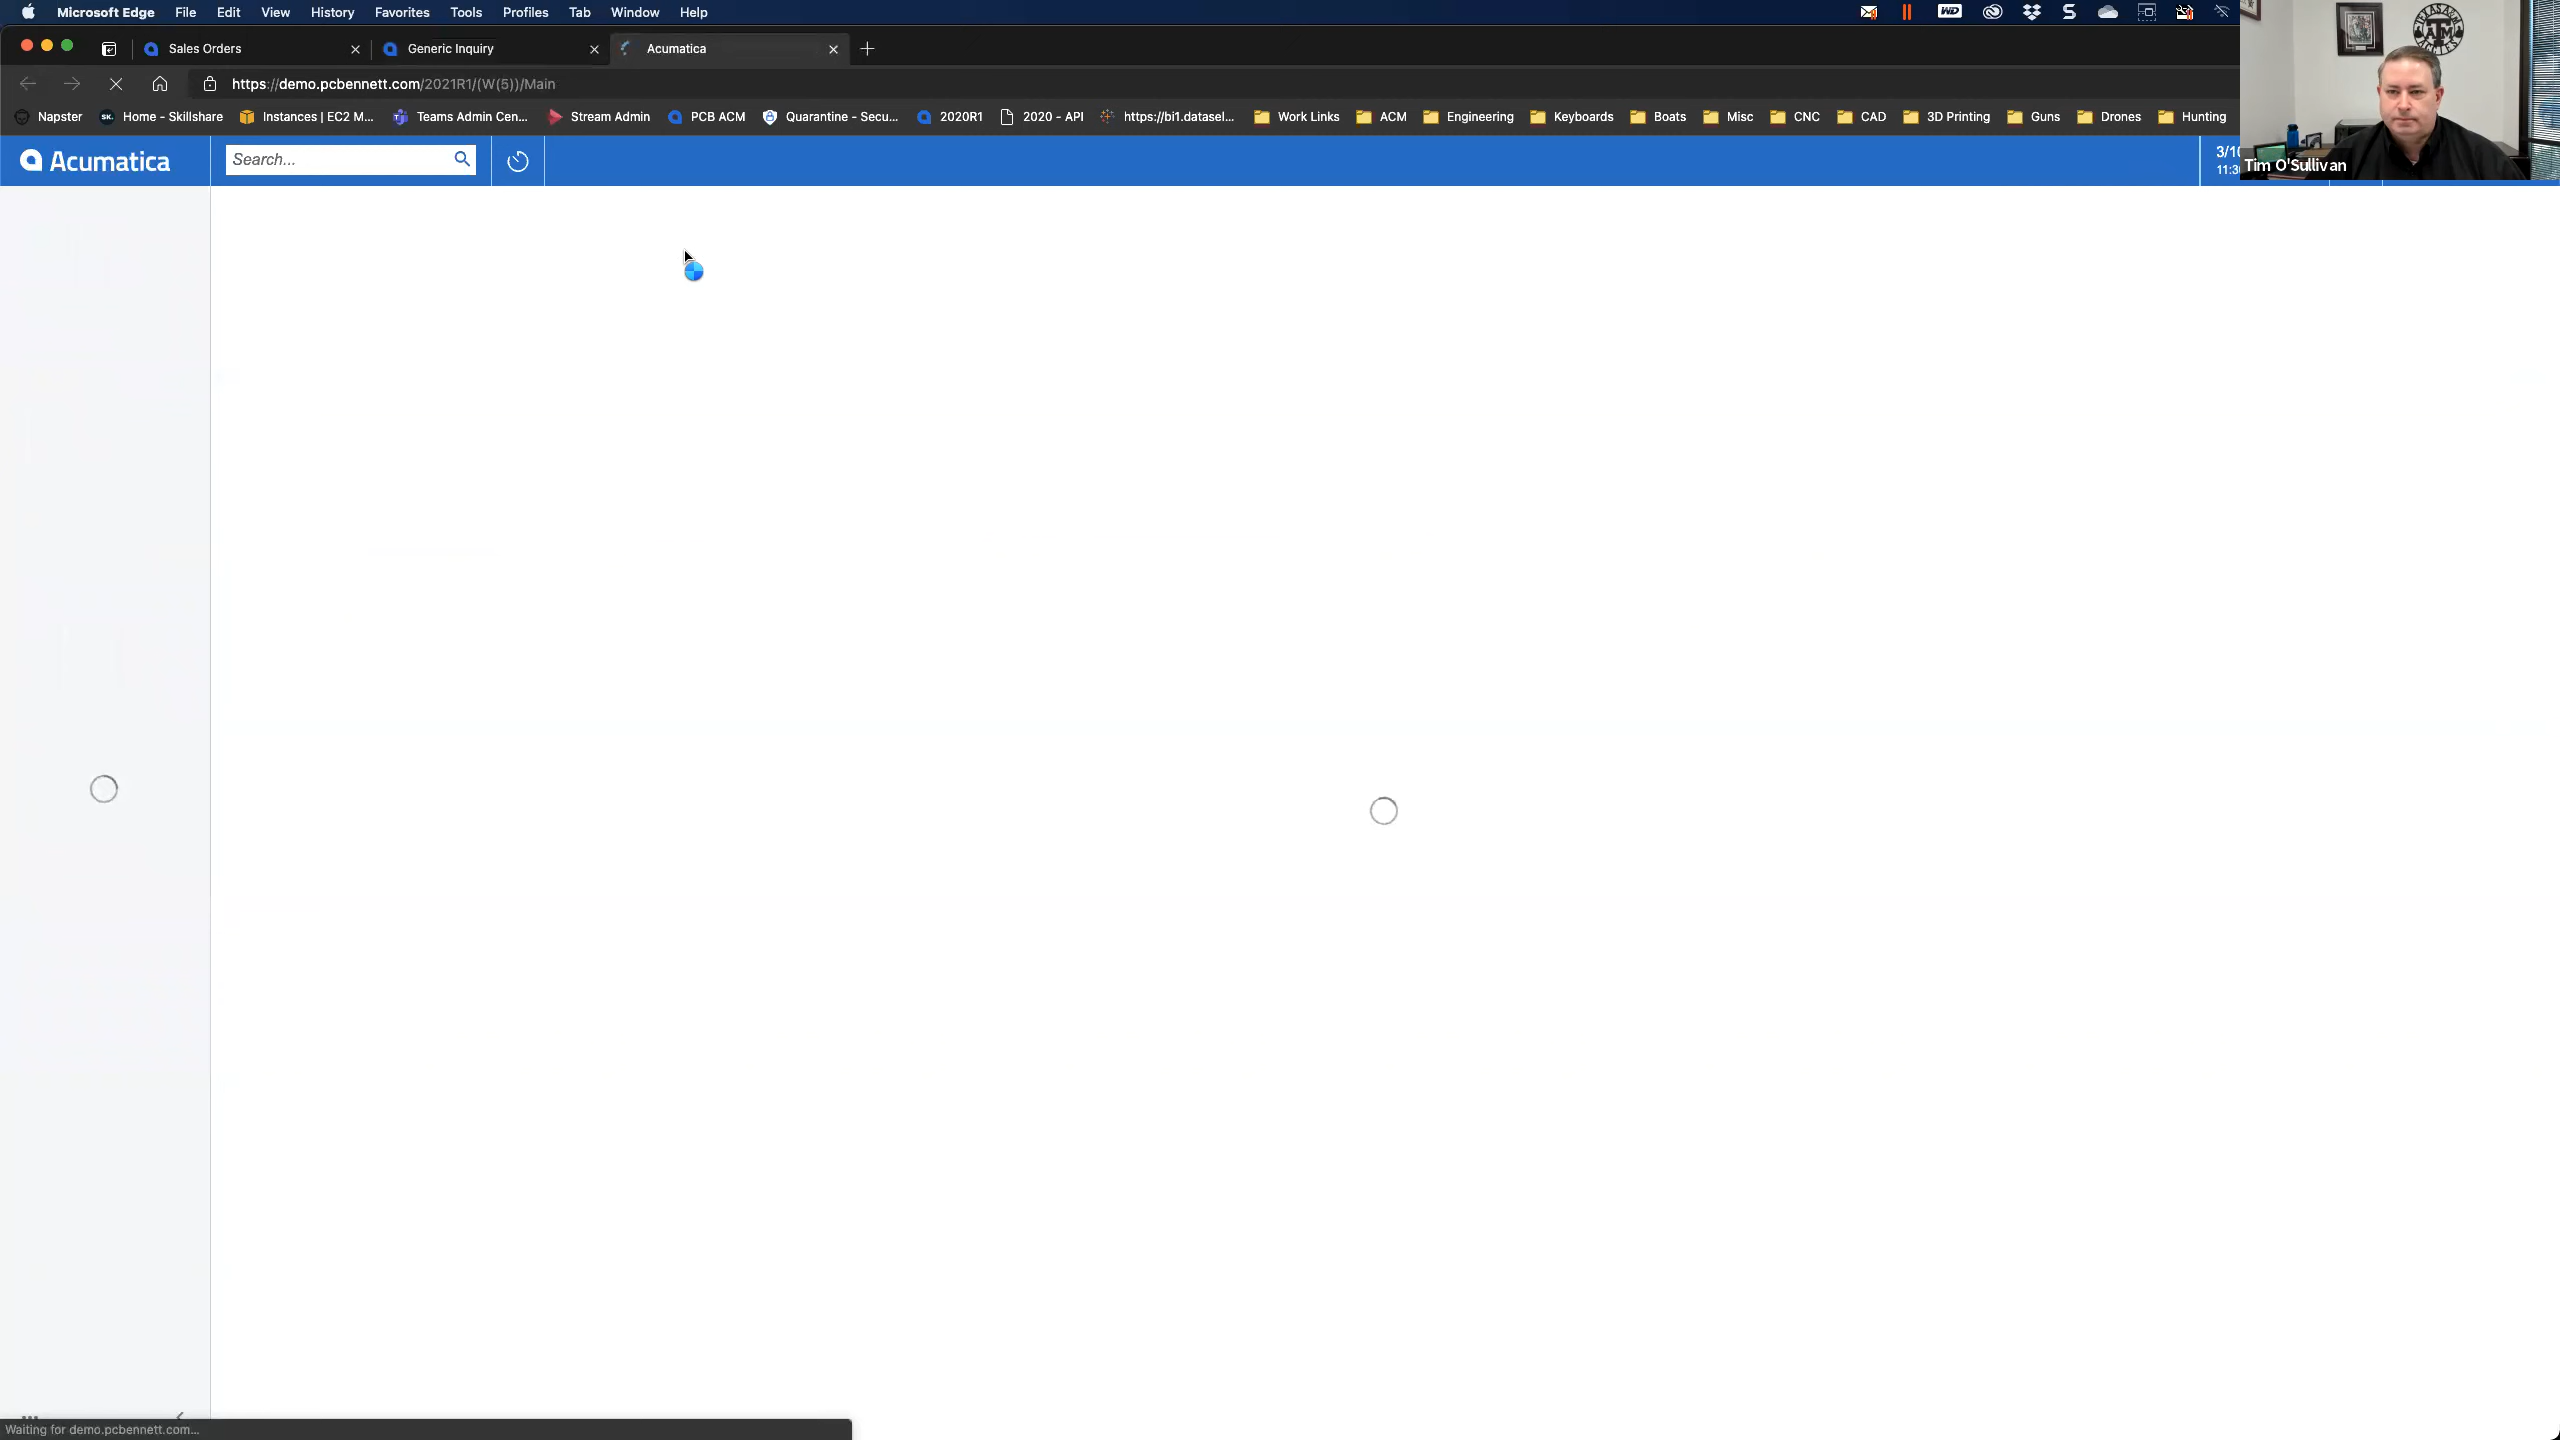 Microsoft Edge File Edit View History Favorites Tools Profiles Tab Window Help
Sales Orders
Generic Inquiry
Acumatica
https://demo.pcbennett.com/2021R1/(W(5))/Main
Napster
Home - Skillshare
Instances | EC2 M...
Teams Admin Cen...
Stream Admin
PCB ACM
Quarantine - Secu...
2020R1
2020 - API
https://bi1.datasel...
Work Links
ACM
Engineering
Keyboards
Boats
Misc
CNC
CAD
3D Printing
Guns
Drones
Hunting
TEXAS A&M
ATM
AGGIES
Tim O'Sullivan
Acumatica
Search...
Waiting for demo.pcbennett.com...